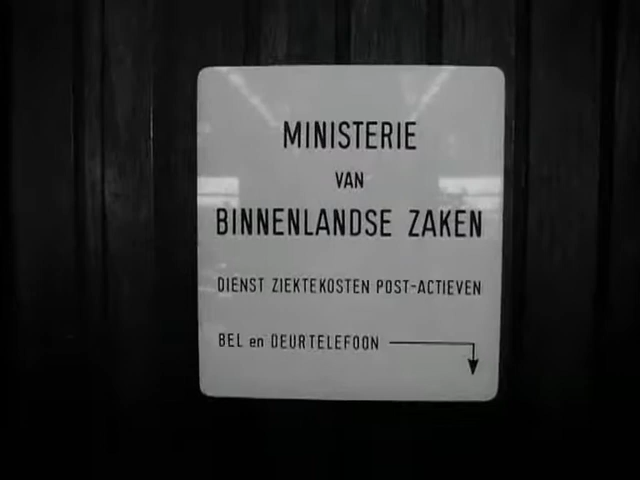 MINISTERIE
VAN
BINNENLANDSE ZAKEN
DIENST ZIEKTEKOSTEN POST-ACTIEVEN
BEL en DEURTELEFOON